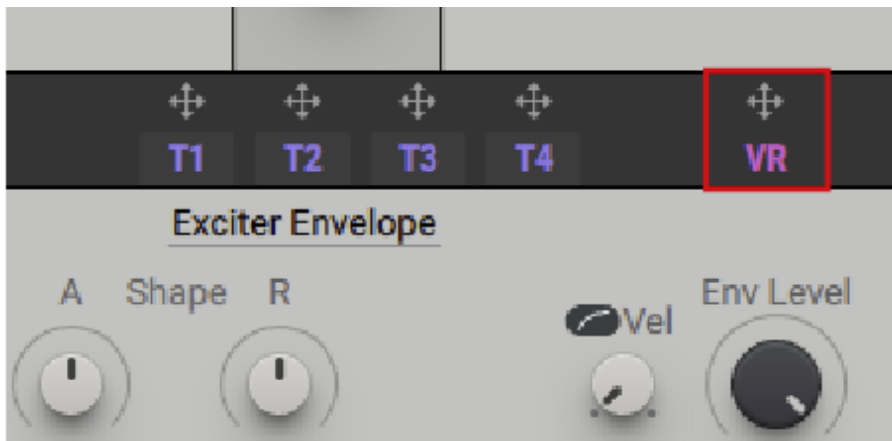 T1 T2 T3 T4 VR
Exciter Envelope
A Shape R Env Level
Vel